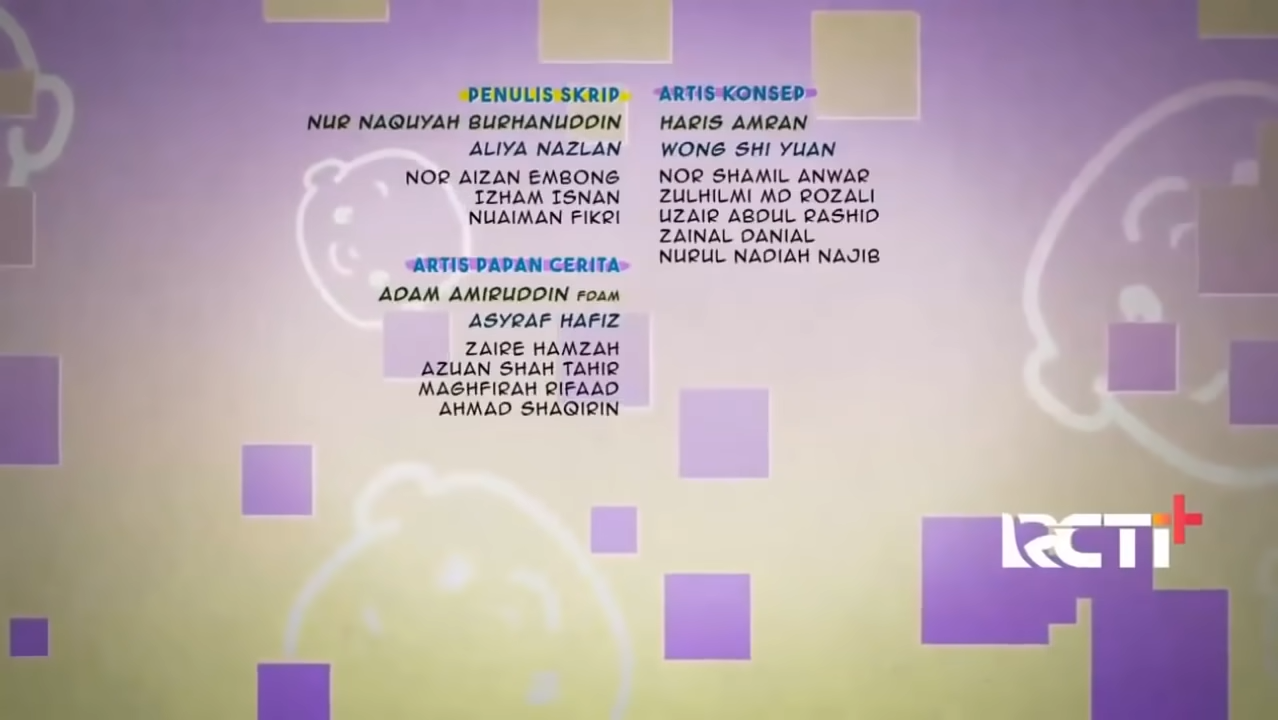 PENULIS SKRIP
NUR NAQUYAH BURHANUDDIN
ALIYA NAZLAN
NOR AIZAN EMBONG
IZHAM ISNAN
NUAIMAN FIKRI
ARTIS PAPAN CERITA
ADAM AMIRUDDIN FDAM
ASYRAF HAFIZ
ZAIRE HAMZAH
AZUAN SHAH TAHIR
MAGHFIRAH RIFAAD
AHMAD SHAQIRIN
ARTIS KONSEP
HARIS AMRAN
WONG SHI YUAN
NOR SHAMIL ANWAR
ZULHILMI MD ROZALI
UZAIR ABDUL RASHID
ZAINAL DANIAL
NURUL NADIAH NAJIB
RCTI+